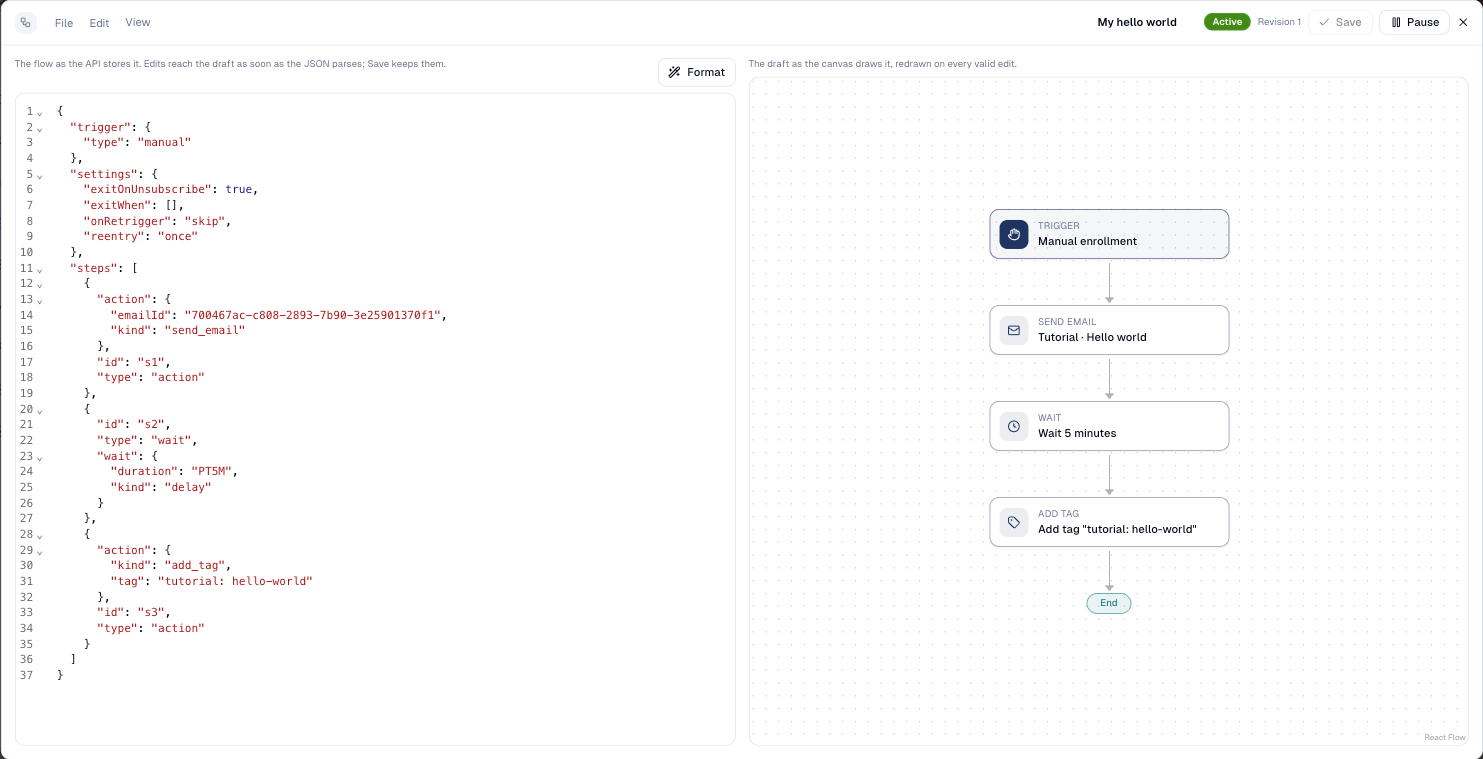 File Edit View My hello world Active Revision 1 Save Pause
The flow as the API stores it. Edits reach the draft as soon as the JSON parses; Save keeps them.
Format
1 {
2 "trigger": {
3 "type": "manual"
4 },
5 "settings": {
6 "exitOnUnsubscribe": true,
7 "exitWhen": [],
8 "onRetrigger": "skip",
9 "reentry": "once"
10 },
11 "steps": [
12 {
13 "action": {
14 "emailId": "700467ac-c808-2893-7b90-3e25901370f1",
15 "kind": "send_email"
16 },
17 "id": "s1",
18 "type": "action"
19 },
20 {
21 "id": "s2",
22 "type": "wait",
23 "wait": {
24 "duration": "PT5M",
25 "kind": "delay"
26 }
27 },
28 {
29 "action": {
30 "kind": "add_tag",
31 "tag": "tutorial: hello-world"
32 },
33 "id": "s3",
34 "type": "action"
35 }
36 ]
37 }
The draft as the canvas draws it, redrawn on every valid edit.
TRIGGER
Manual enrollment
SEND EMAIL
Tutorial · Hello world
WAIT
Wait 5 minutes
ADD TAG
Add tag "tutorial: hello-world"
End
React Flow